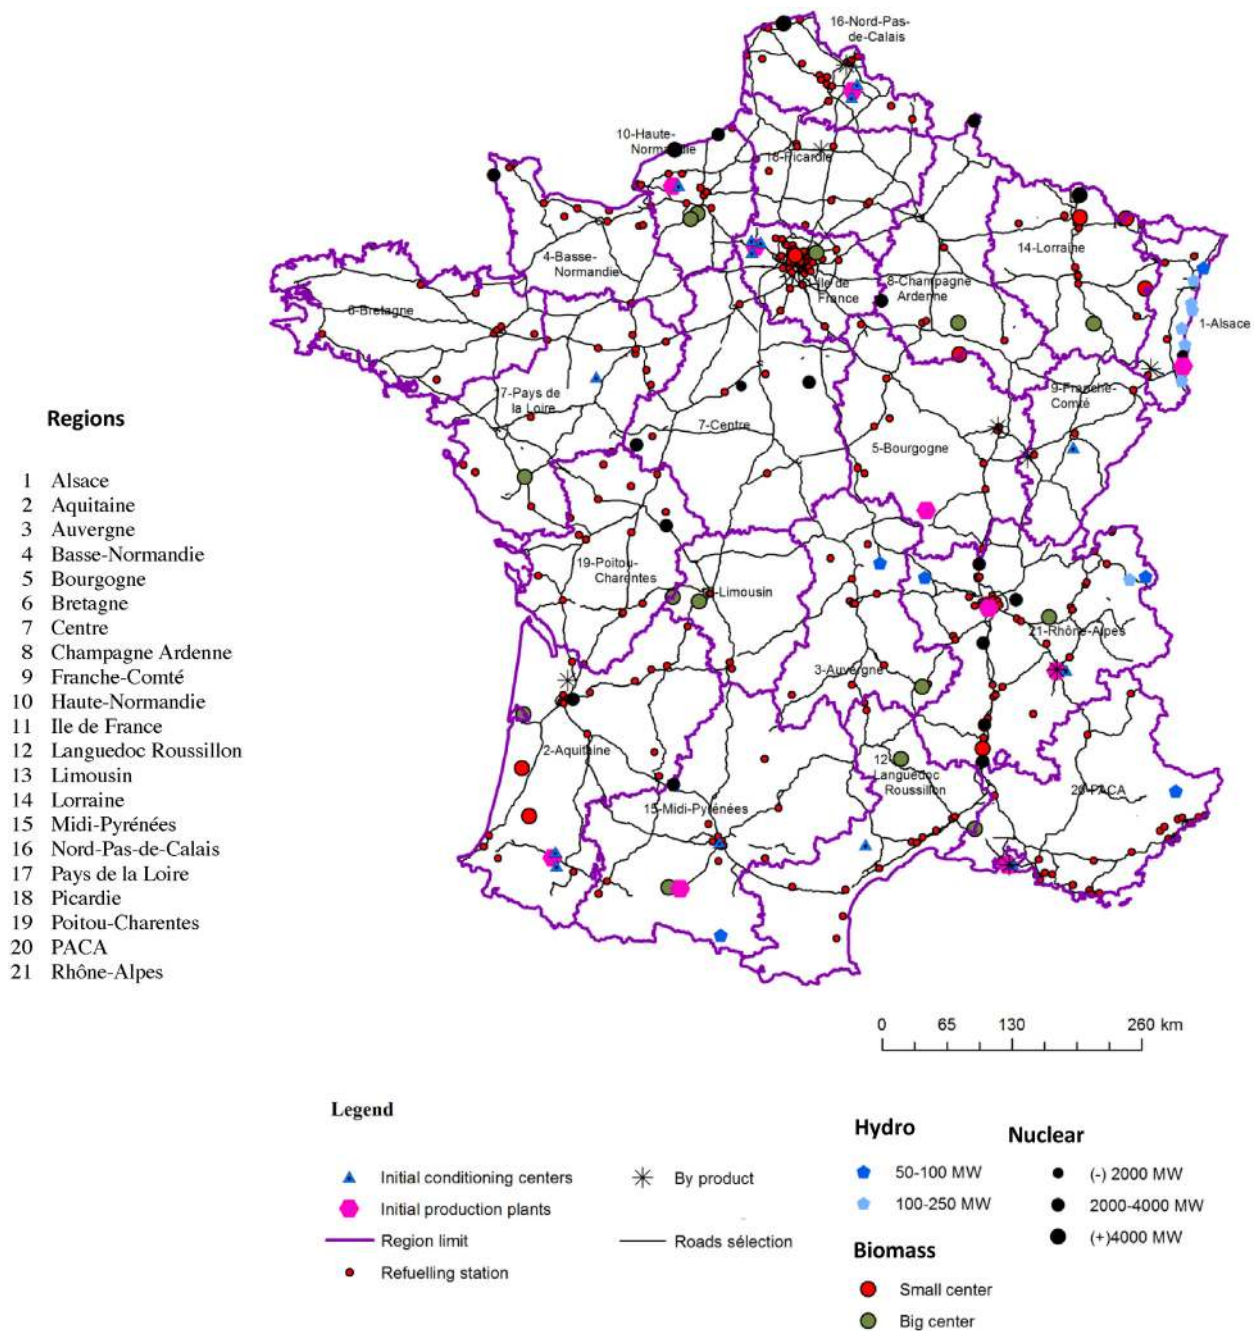 16-Nord-Pas-
de-Calais
10-Haute-
Normandie
18-Picardie
4-Basse-
Normandie
14-Lorraine
Ile de
France
8-Champagne
Ardenne
6-Bretagne
1-Alsace
17-Pays de
la Loire
7-Centre
9-Franche-
Comté
5-Bourgogne
19-Poitou-
Charentes
Limousin
21-Rhône-Alpes
3-Auvergne
2-Aquitaine
12-
Languedoc
Roussillon
15-Midi-Pyrénées
20-PACA
Regions
1 Alsace
2 Aquitaine
3 Auvergne
4 Basse-Normandie
5 Bourgogne
6 Bretagne
7 Centre
8 Champagne Ardenne
9 Franche-Comté
10 Haute-Normandie
11 Ile de France
12 Languedoc Roussillon
13 Limousin
14 Lorraine
15 Midi-Pyrénées
16 Nord-Pas-de-Calais
17 Pays de la Loire
18 Picardie
19 Poitou-Charentes
20 PACA
21 Rhône-Alpes
0 65 130 260 km
Legend
Initial conditioning centers
Initial production plants
Region limit
Refuelling station
By product
Roads sélection
Hydro
50-100 MW
100-250 MW
Biomass
Small center
Big center
Nuclear
(-) 2000 MW
2000-4000 MW
(+)4000 MW